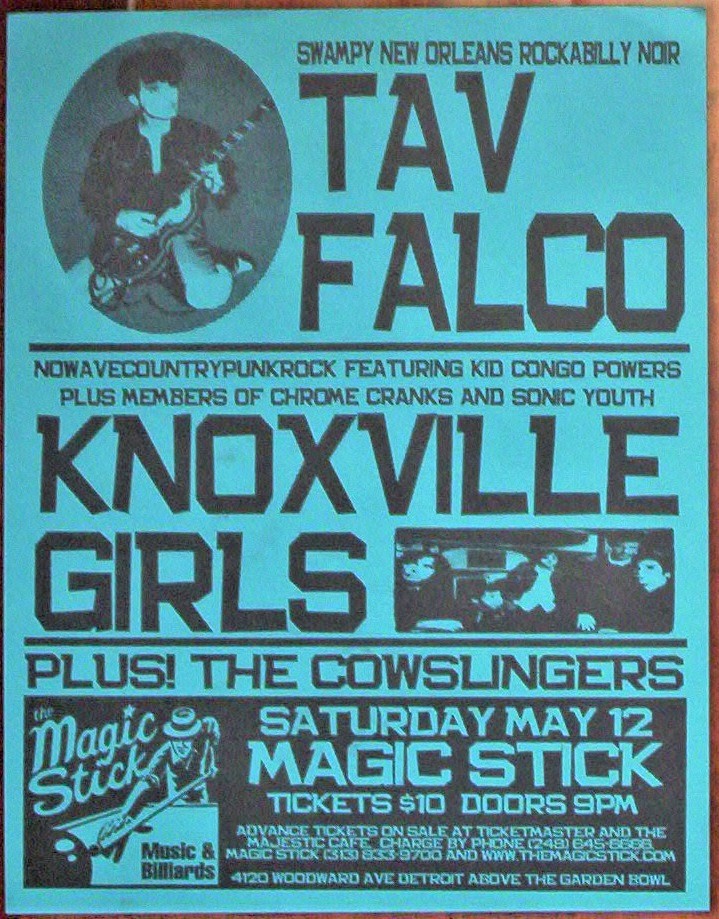 SWAMPY NEW ORLEANS ROCKABILLY NOIR
TAV
FALCO
NOWAVECOUNTRYPUNKROCK FEATURING KID CONGO POWERS
PLUS MEMBERS OF CHROME CRANKS AND SONIC YOUTH
KNOXVILLE
GIRLS
PLUS! THE COWSLINGERS
the
Magic
Stick
Music &
Billiards
SATURDAY MAY 12
MAGIC STICK
TICKETS $10 DOORS 9PM
ADVANCE TICKETS ON SALE AT TICKETMASTER AND THE
MAJESTIC CAFE, CHARGE BY PHONE (248) 645-6666,
MAGIC STICK (313) 833-9700 AND WWW.THEMAGICSTICK.COM
4120 WOODWARD AVE DETROIT ABOVE THE GARDEN BOWL